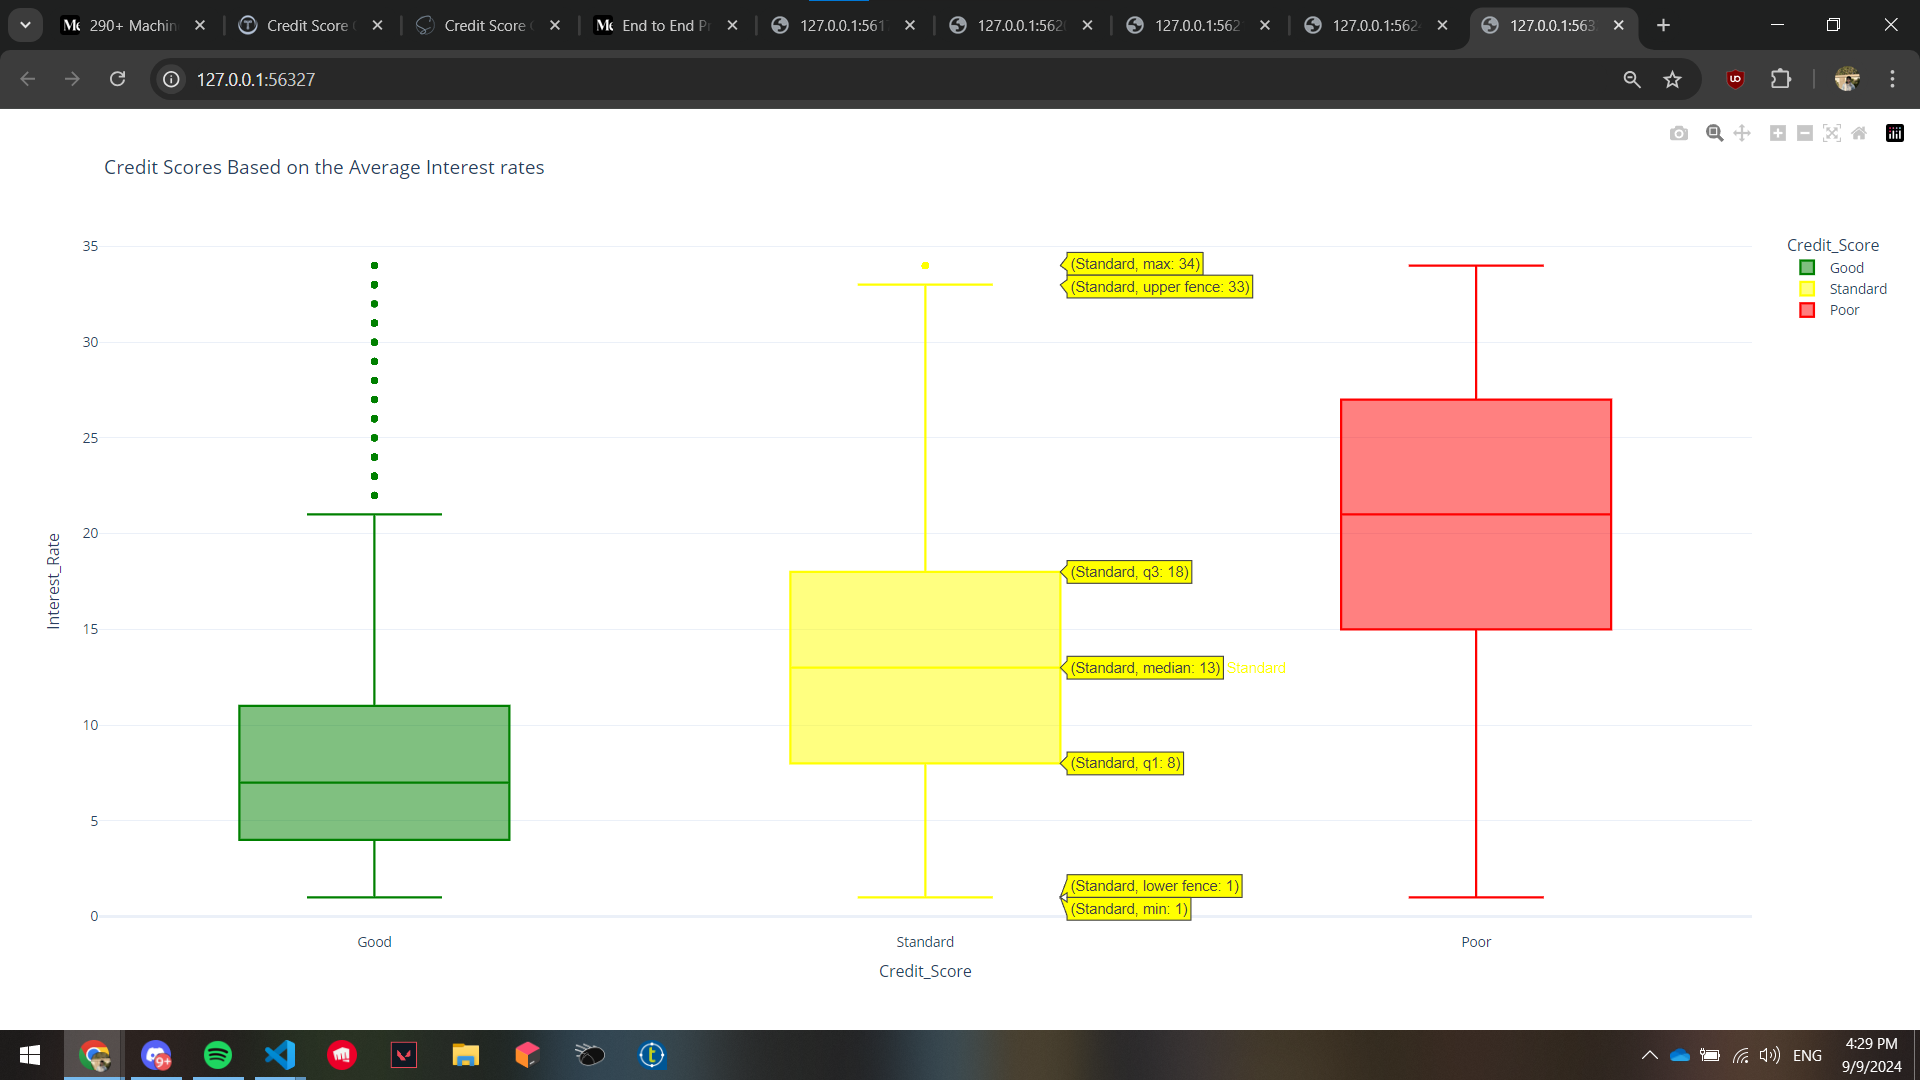 290+ Machin
Credit Score
Credit Score
End to End Pr
127.0.0.1:561
127.0.0.1:562
127.0.0.1:562
127.0.0.1:562
127.0.0.1:563
127.0.0.1:56327
Credit Scores Based on the Average Interest rates
Credit_Score
Good
Standard
Poor
35
30
25
20
15
10
5
0
Interest_Rate
(Standard, max: 34)
(Standard, upper fence: 33)
(Standard, q3: 18)
(Standard, median: 13) Standard
(Standard, q1: 8)
(Standard, lower fence: 1)
(Standard, min: 1)
Good
Standard
Poor
Credit_Score
9+
ENG
4:29 PM
9/9/2024